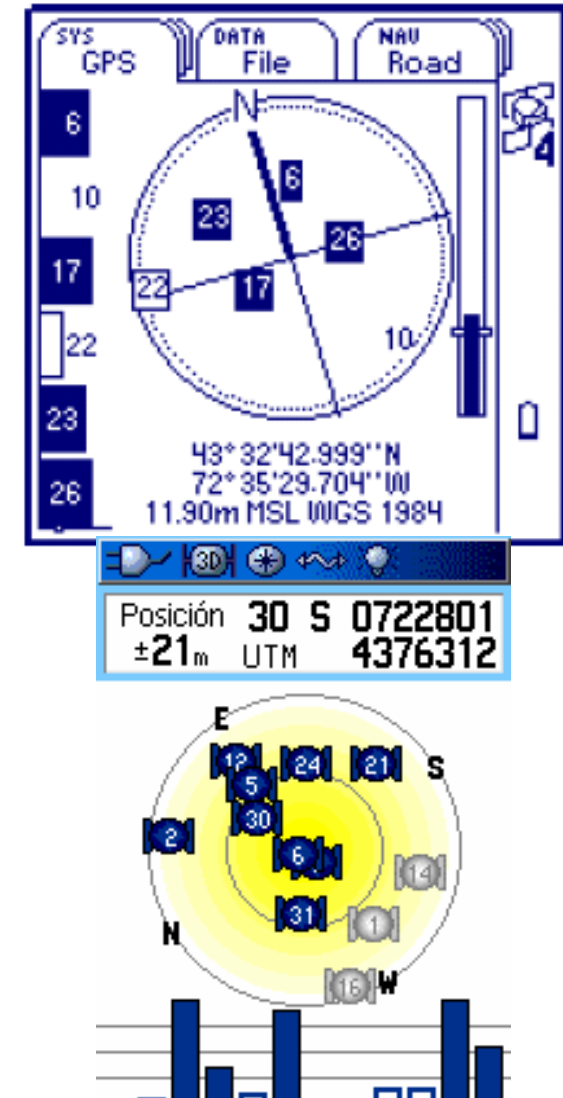 SYS DATA NAV
GPS File Road
N
6
6
10
23
26
17
22
17
10
22
4
23
26
43°32'42.999''N
72°35'29.704''W
11.90m MSL WGS 1984
3D
Posición 30 S 0722801
±21m UTM 4376312
E
12 24 21 S
5
30
2
6
14
31 1
N
16 W